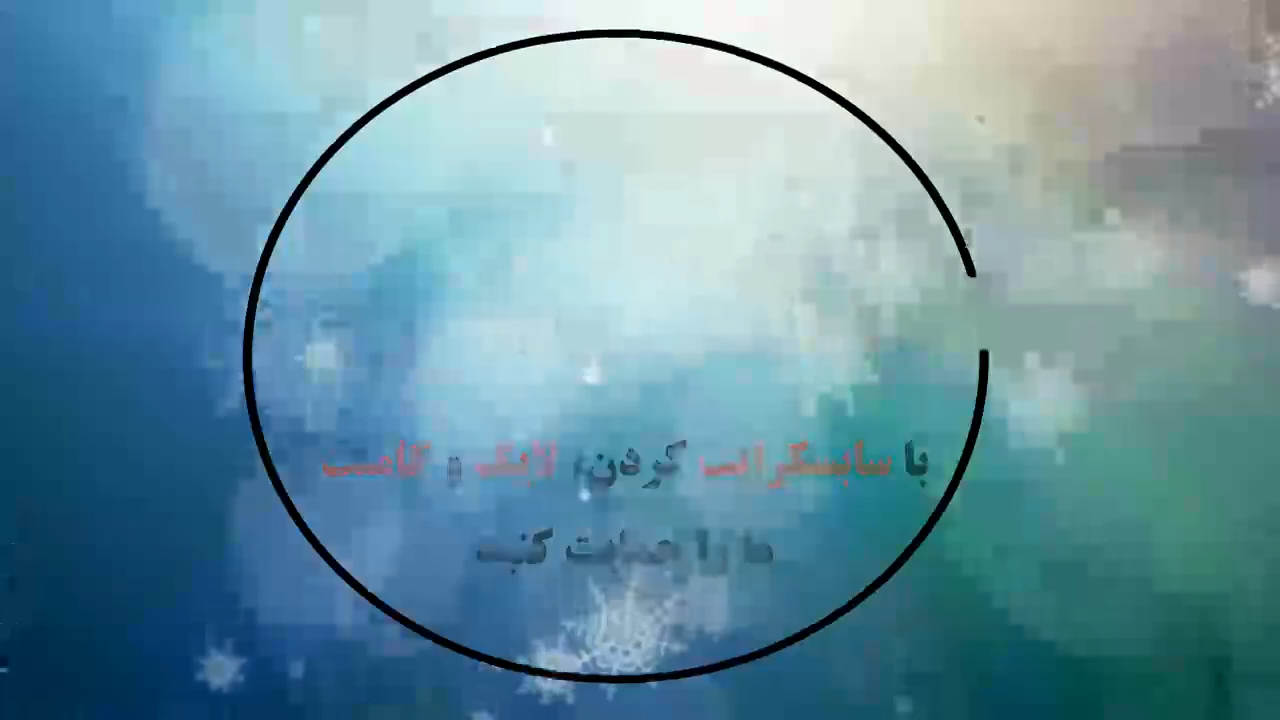 با سابسکرایب کردن، لایک و کامنت
ما را حمایت کنید